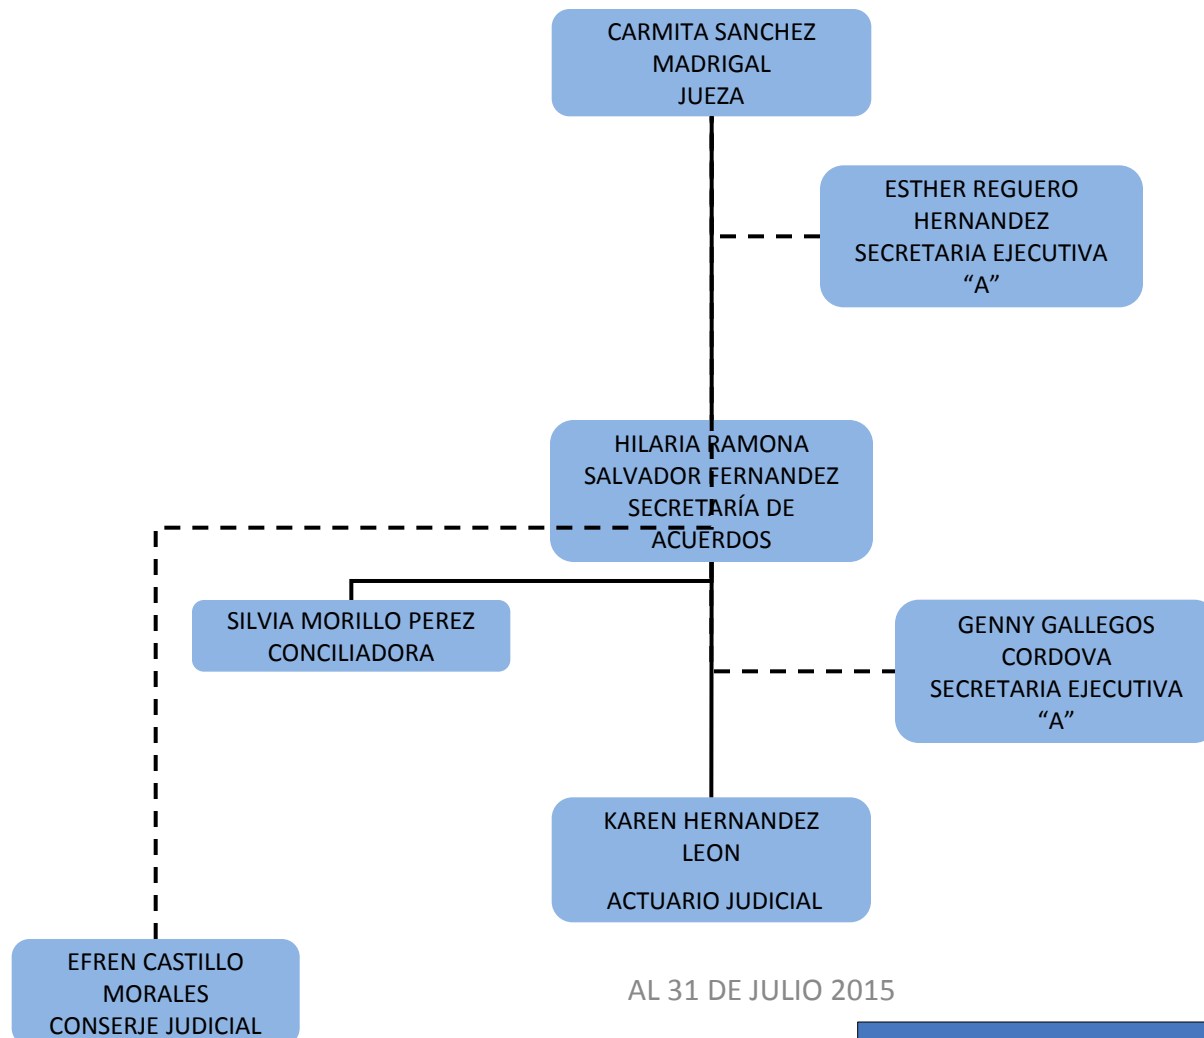 CARMITA SANCHEZ
MADRIGAL
JUEZA
ESTHER REGUERO
HERNANDEZ
SECRETARIA EJECUTIVA
“A”
HILARIA RAMONA
SALVADOR FERNANDEZ
SECRETARÍA DE
ACUERDOS
SILVIA MORILLO PEREZ
CONCILIADORA
GENNY GALLEGOS
CORDOVA
SECRETARIA EJECUTIVA
“A”
KAREN HERNANDEZ
LEON
ACTUARIO JUDICIAL
EFREN CASTILLO
MORALES
CONSERJE JUDICIAL
AL 31 DE JULIO 2015